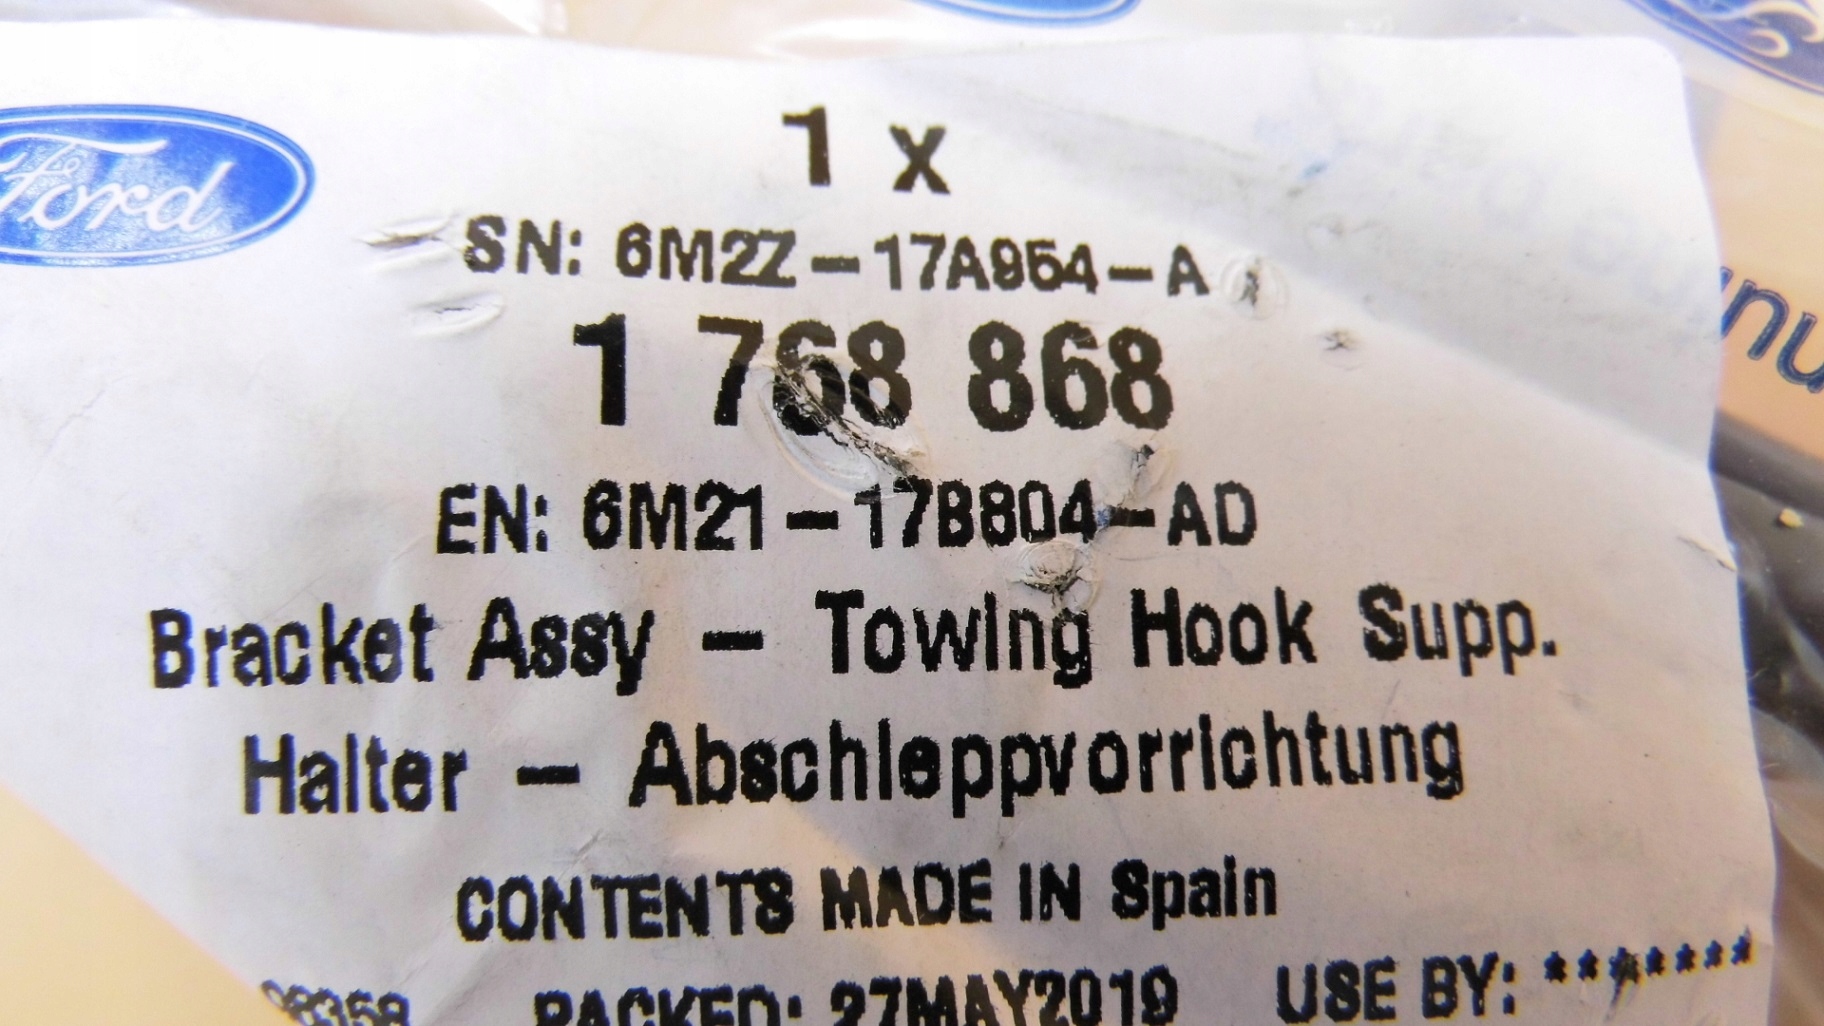 Ford
1 x
SN: 6M2Z-17A954-A
1 768 868
EN: 6M21-17B804-AD
Bracket Assy - Towing Hook Supp.
Halter - Abschleppvorrichtung
CONTENTS MADE IN Spain
PACKED: 27MAY2019 USE BY: ********